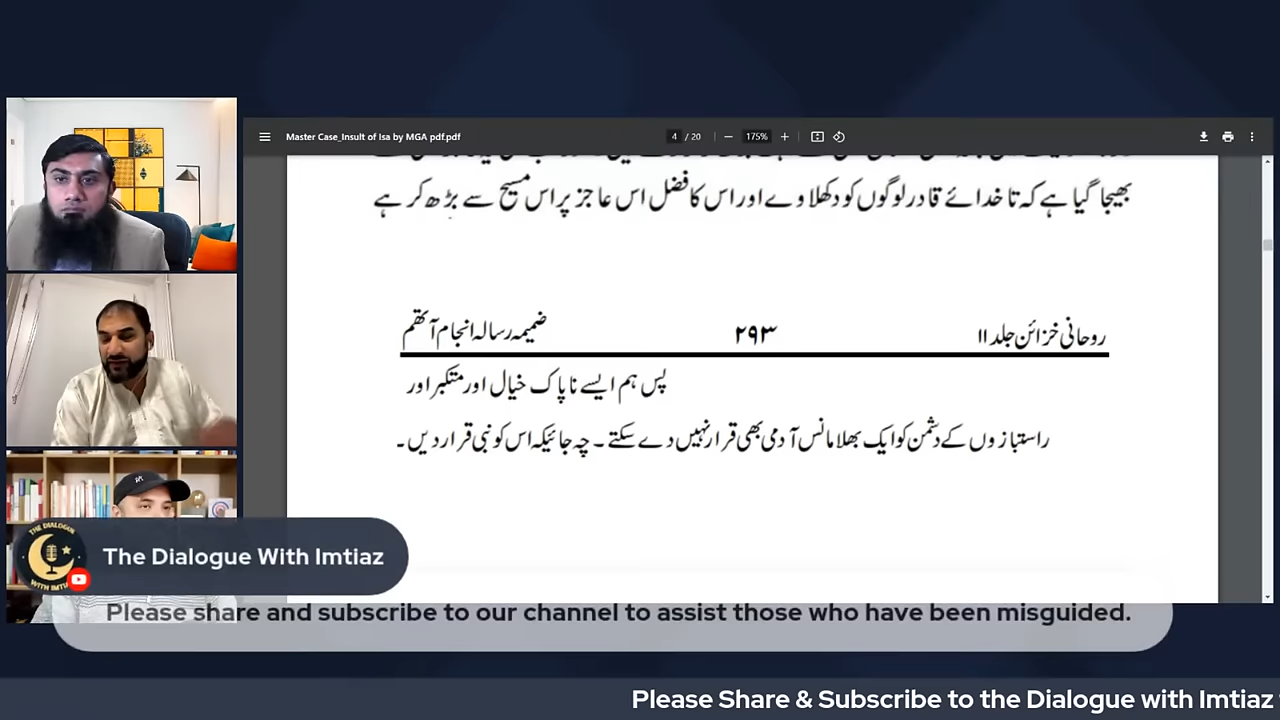 Master Case_Insult of Isa by MGA pdf.pdf
4 / 20
175%
بھیجا گیا ہے کہ تا خدائے قادر لوگوں کو دکھلاوے اور اس کا فضل اس عاجز پر اس مسیح سے بڑھ کر ہے
روحانی خزائن جلد ۱۱
۲۹۳
ضمیمہ رسالہ انجام آتھم
پس ہم ایسے ناپاک خیال اور متکبر اور
راستبازوں کے دشمن کو ایک بھلا مانس آدمی بھی قرار نہیں دے سکتے ۔ چہ جائیکہ اس کو نبی قرار دیں ۔
THE DIALOGUE
WITH IMTIAZ
The Dialogue With Imtiaz
Please share and subscribe to our channel to assist those who have been misguided.
Please Share & Subscribe to the Dialogue with Imtiaz